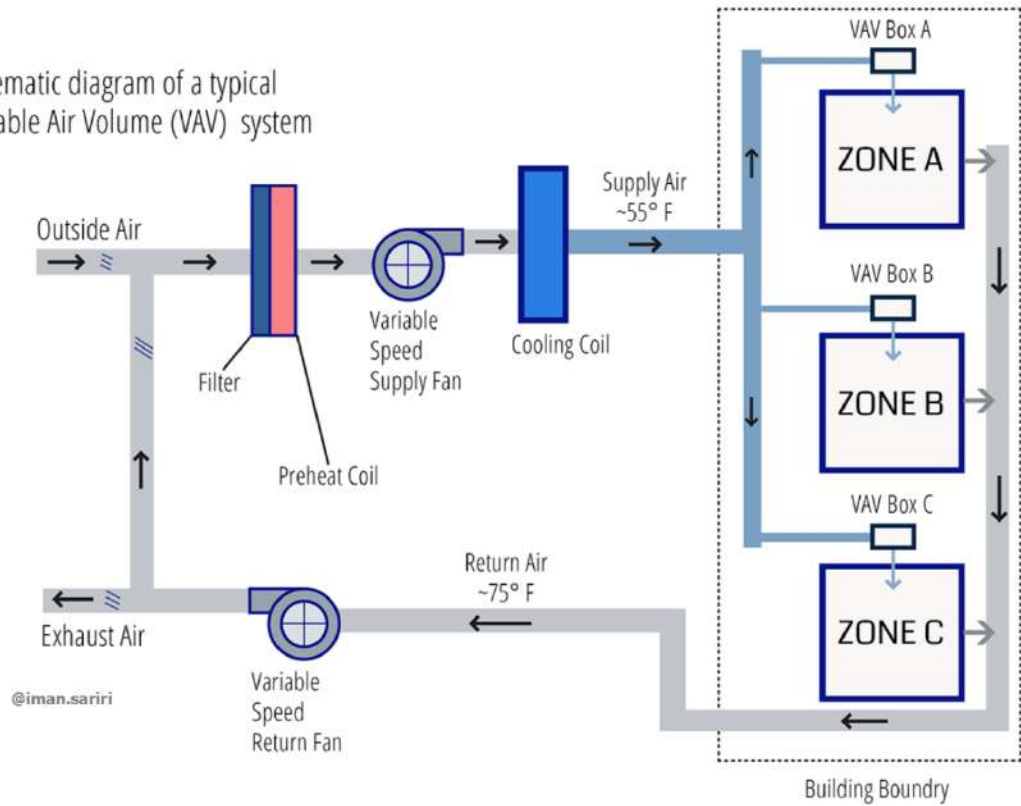 ematic diagram of a typical
able Air Volume (VAV) system
Outside Air
Filter
Preheat Coil
Variable
Speed
Supply Fan
Cooling Coil
Supply Air
~55° F
VAV Box A
ZONE A
VAV Box B
ZONE B
VAV Box C
ZONE C
Return Air
~75° F
Exhaust Air
Variable
Speed
Return Fan
@iman.sariri
Building Boundry